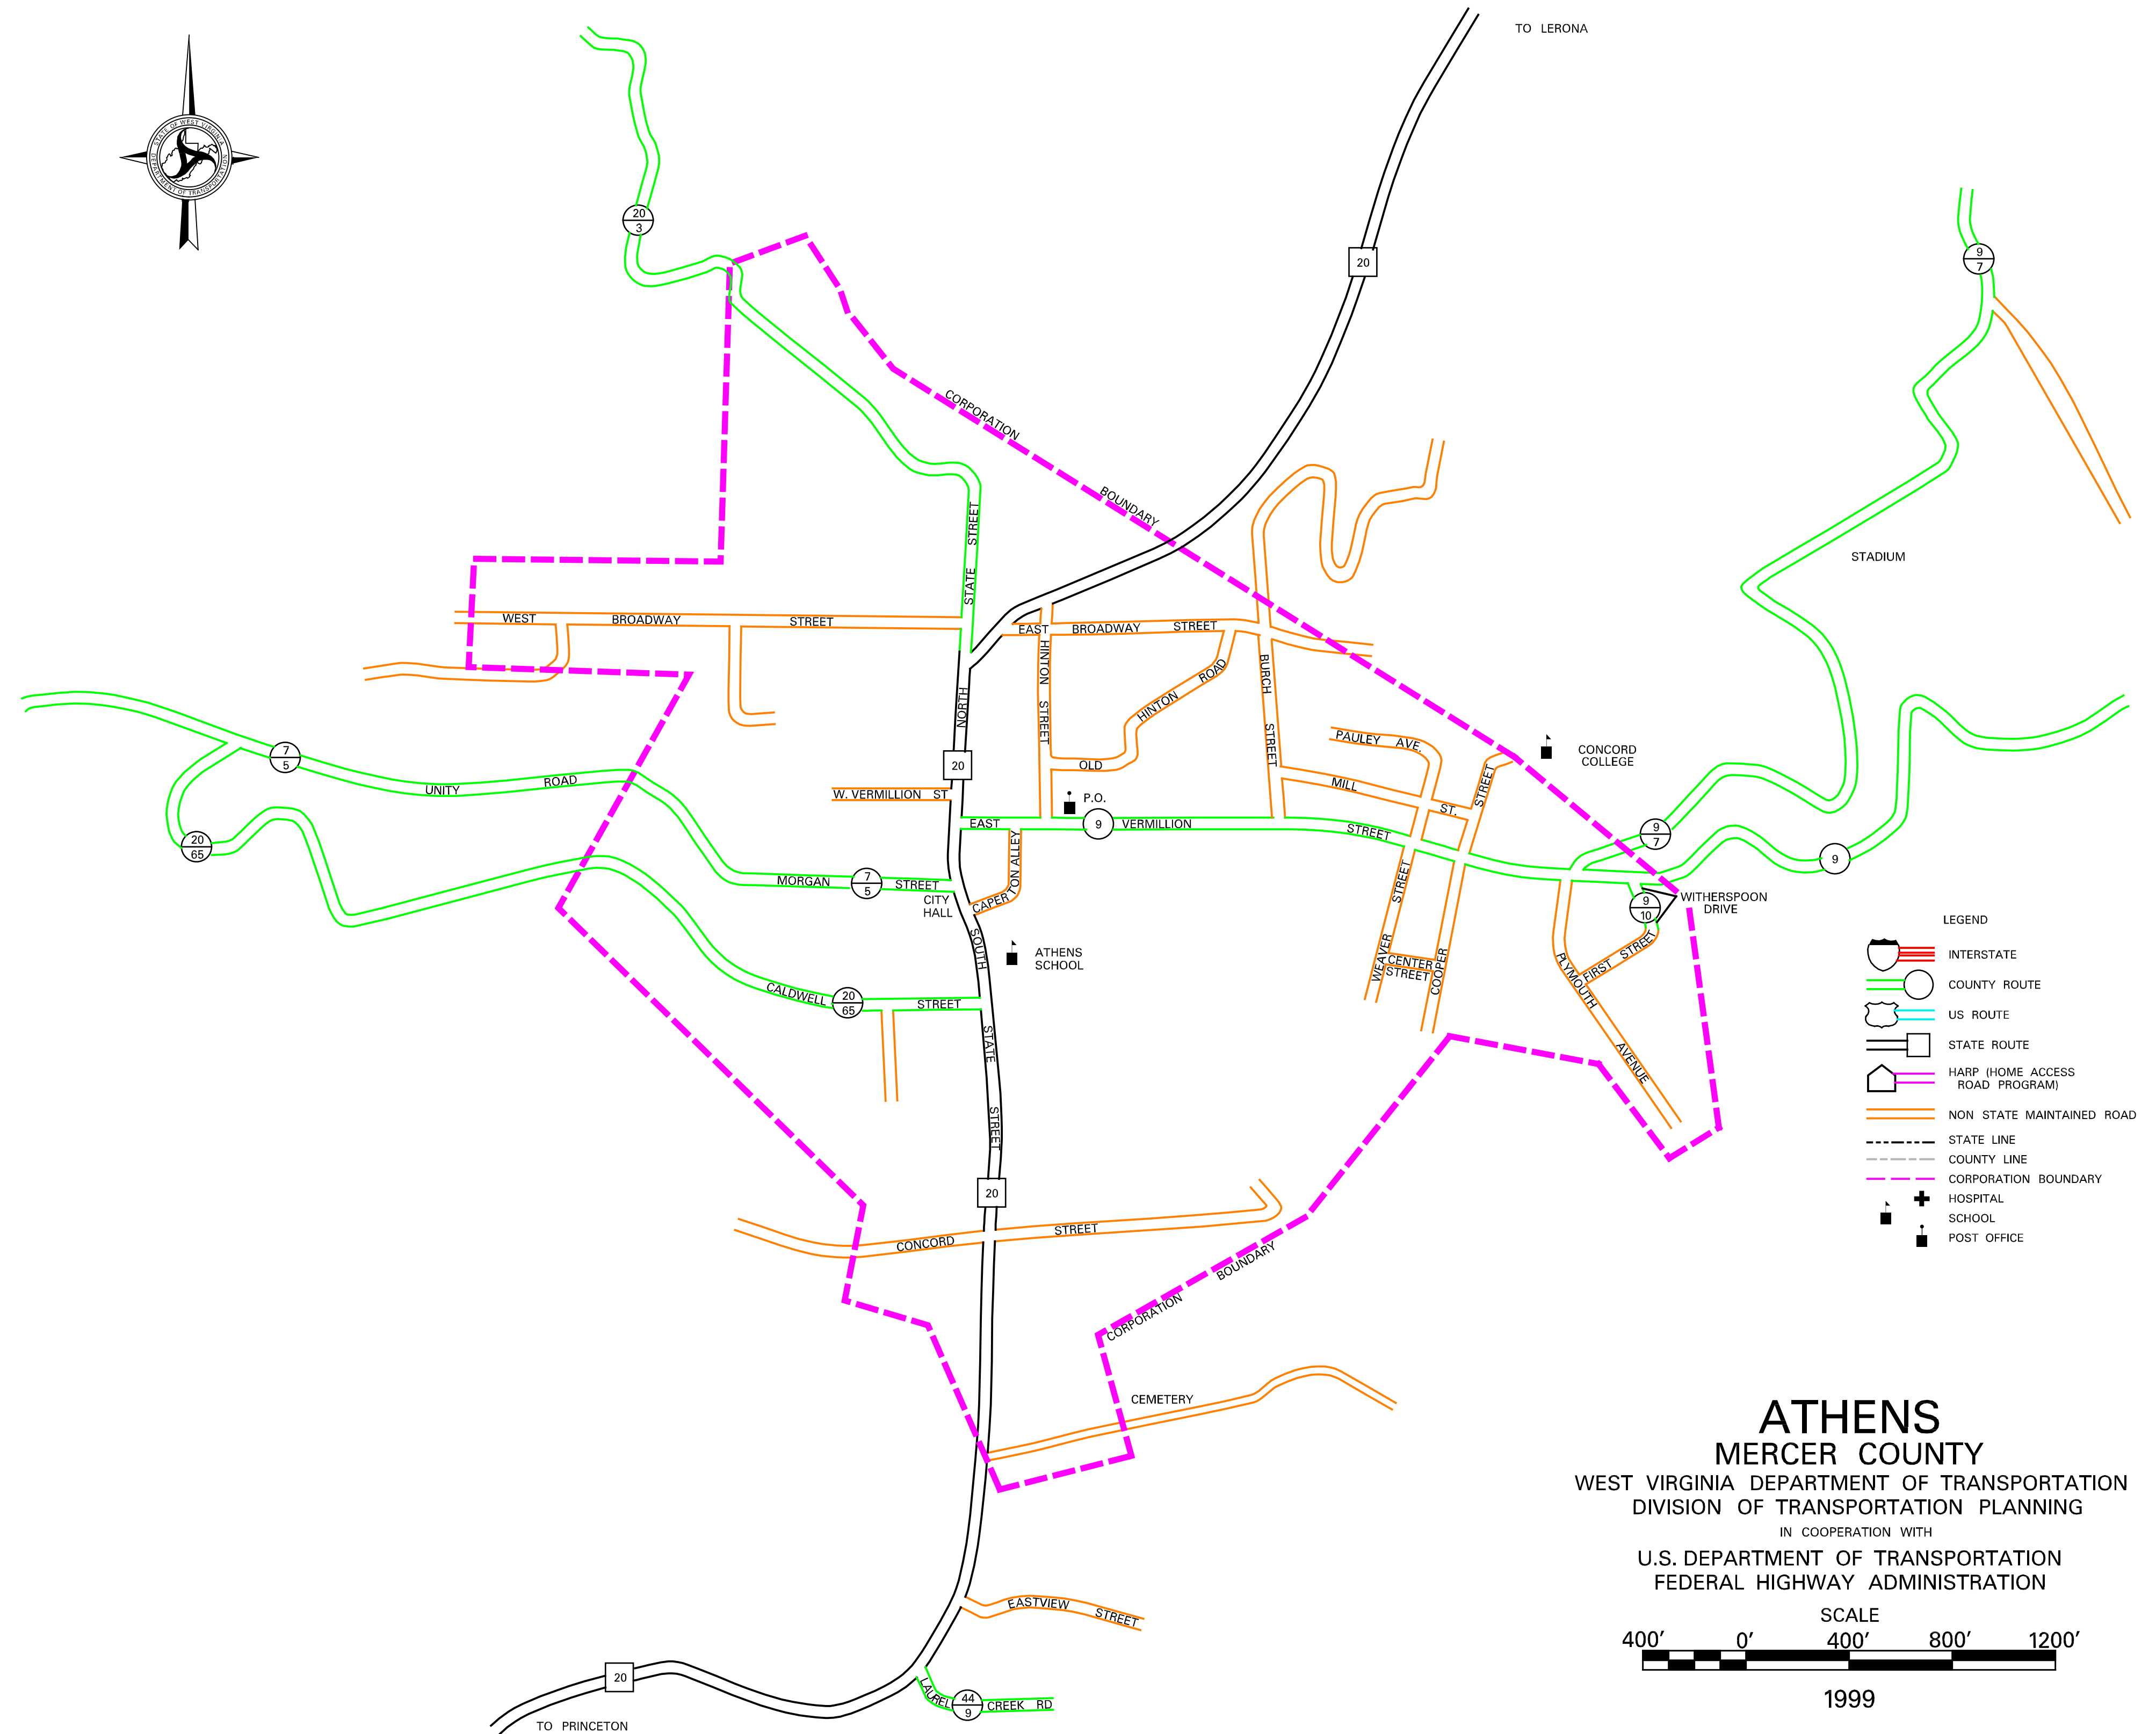 TO LERONA
STATE OF WEST VIRGINIA
DEPARTMENT OF TRANSPORTATION
20
3
20
9
7
CORPORATION
BOUNDARY
STATE STREET
STADIUM
WEST BROADWAY STREET
EAST BROADWAY STREET
HINTON STREET
OLD HINTON ROAD
BURCH STREET
NORTH
PAULEY AVE.
MILL ST.
STREET
CONCORD
COLLEGE
7
5
UNITY ROAD
20
W. VERMILLION ST
P.O.
EAST
9
VERMILLION
STREET
9
7
9
20
65
CAPERTON ALLEY
MORGAN
7
5
STREET
CITY
HALL
WITHERSPOON
DRIVE
9
10
SOUTH
ATHENS
SCHOOL
WEAVER STREET
CENTER
STREET
COOPER
PLYMOUTH
FIRST STREET
AVENUE
CALDWELL
20
65
STREET
STATE
STREET
20
CONCORD STREET
CORPORATION BOUNDARY
CEMETERY
EASTVIEW STREET
20
LAUREL
44
9
CREEK RD
TO PRINCETON
LEGEND
INTERSTATE
COUNTY ROUTE
US ROUTE
STATE ROUTE
HARP (HOME ACCESS
ROAD PROGRAM)
NON STATE MAINTAINED ROAD
STATE LINE
COUNTY LINE
CORPORATION BOUNDARY
HOSPITAL
SCHOOL
POST OFFICE
ATHENS
MERCER COUNTY
WEST VIRGINIA DEPARTMENT OF TRANSPORTATION
DIVISION OF TRANSPORTATION PLANNING
IN COOPERATION WITH
U.S. DEPARTMENT OF TRANSPORTATION
FEDERAL HIGHWAY ADMINISTRATION
SCALE
400' 0' 400' 800' 1200'
1999